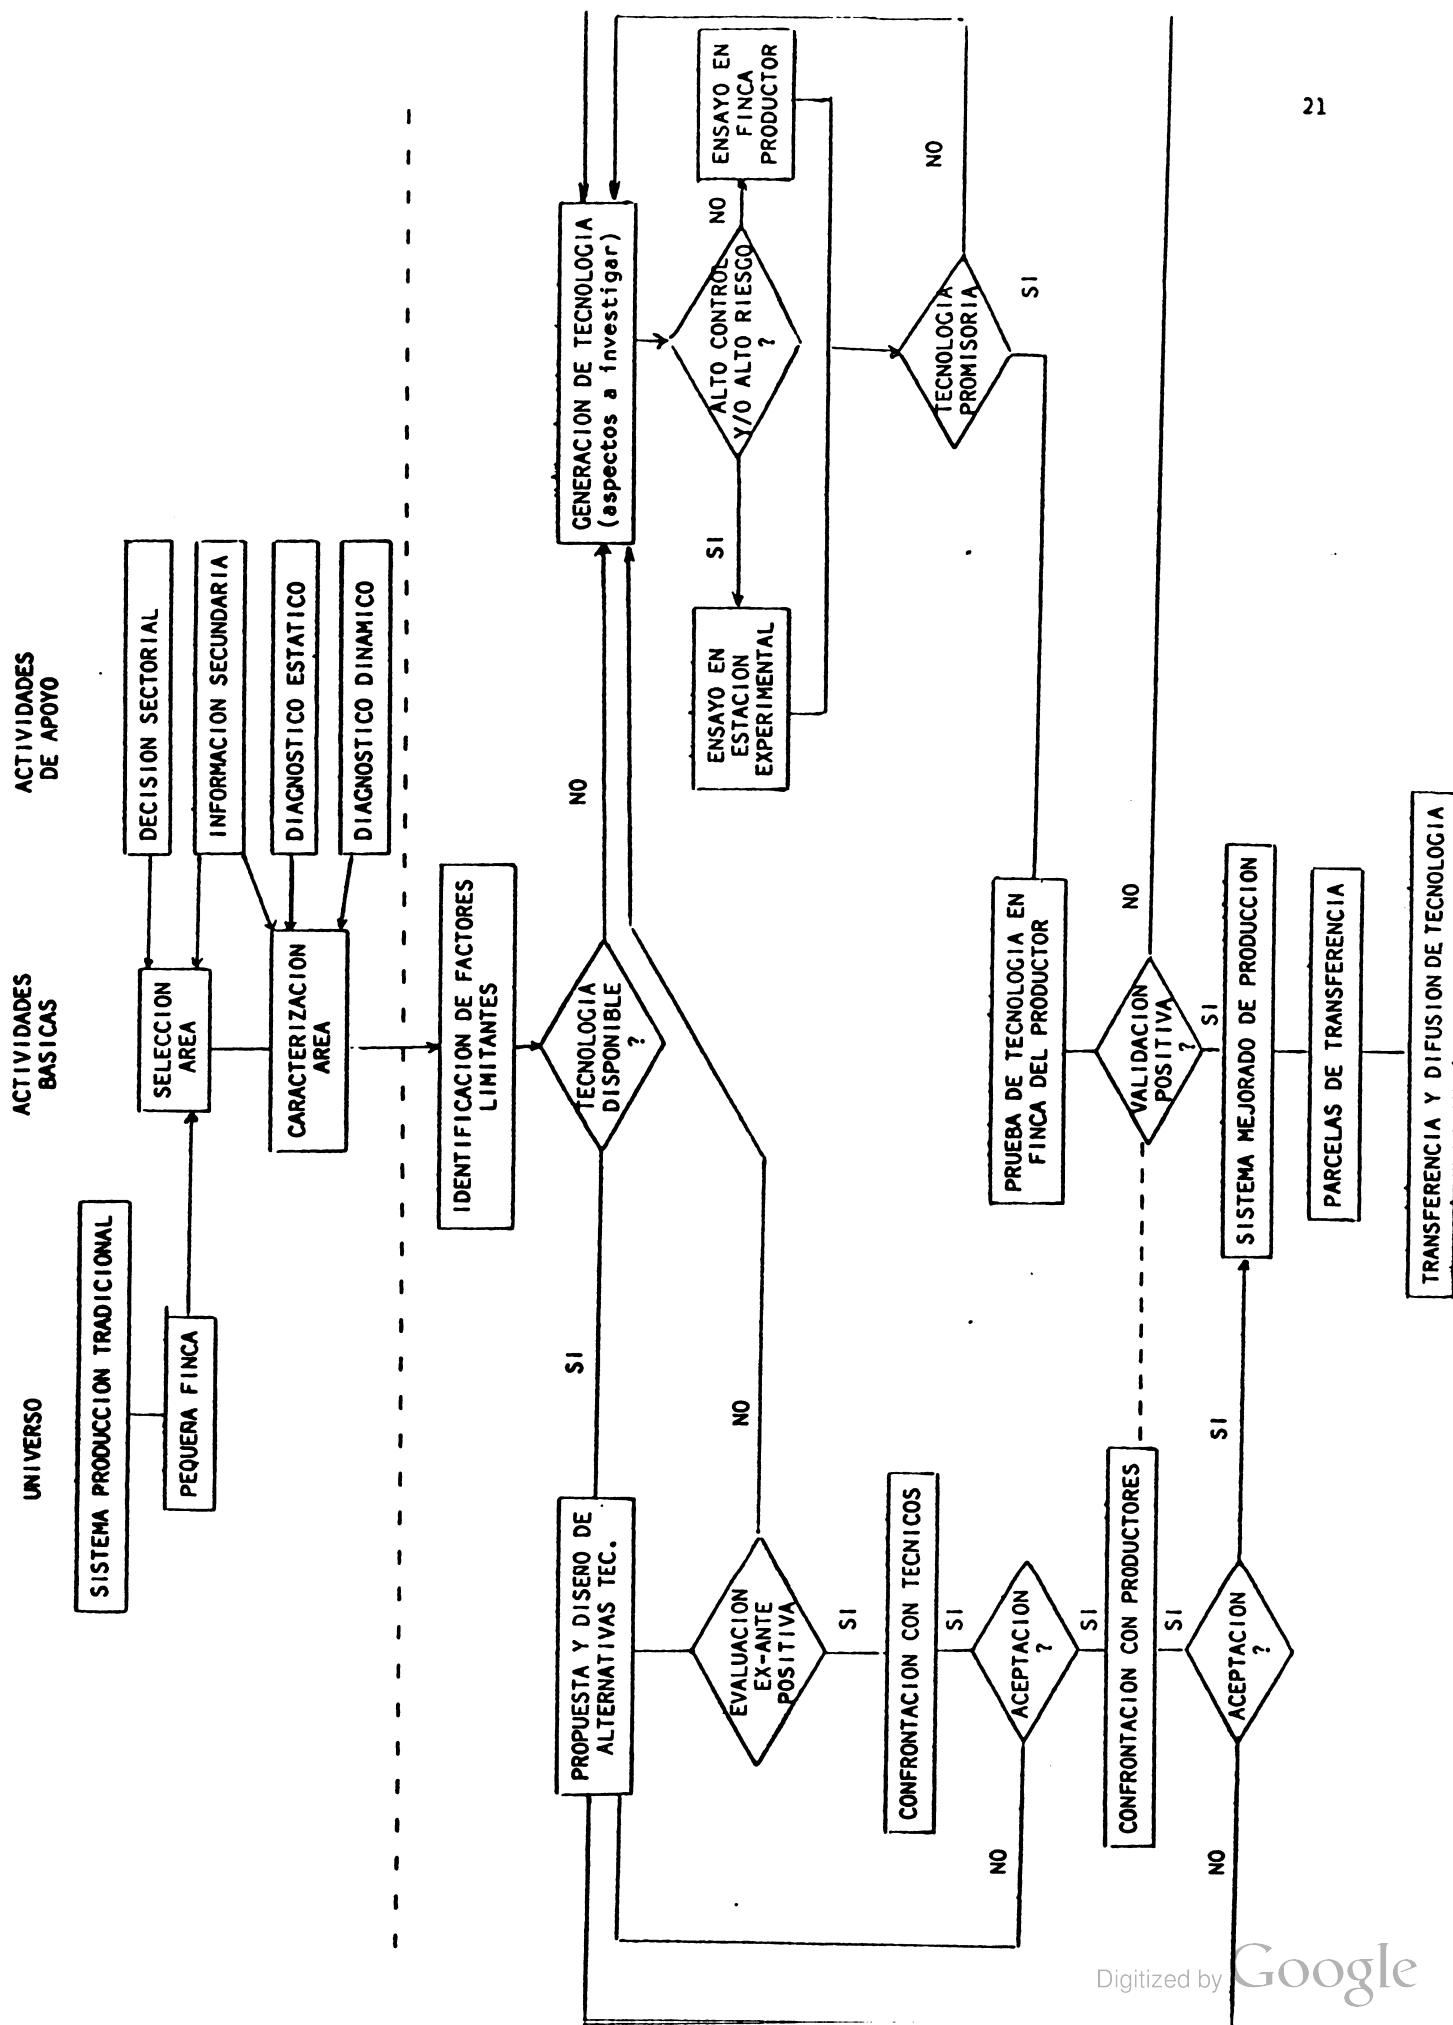 21
UNIVERSO
ACTIVIDADES
BASICAS
ACTIVIDADES
DE APOYO
SISTEMA PRODUCCION TRADICIONAL
PEQUEÑA FINCA
SELECCION
AREA
CARACTERIZACION
AREA
DECISION SECTORIAL
INFORMACION SECUNDARIA
DIAGNOSTICO ESTATICO
DIAGNOSTICO DINAMICO
IDENTIFICACION DE FACTORES
LIMITANTES
SI
TECNOLOGIA
DISPONIBLE
?
NO
PROPUESTA Y DISEÑO DE
ALTERNATIVAS TEC.
GENERACION DE TECNOLOGIA
(aspectos a investigar)
EVALUACION
EX-ANTE
POSITIVA
NO
SI
ENSAYO EN
ESTACION
EXPERIMENTAL
SI
ALTO CONTROL
Y/O ALTO RIESGO
?
NO
ENSAYO EN
FINCA
PRODUCTOR
CONFRONTACION CON TECNICOS
SI
TECNOLOGIA
PROMISORIA
NO
SI
NO
ACEPTACION
?
SI
PRUEBA DE TECNOLOGIA EN
FINCA DEL PRODUCTOR
CONFRONTACION CON PRODUCTORES
SI
VALIDACION
POSITIVA
?
NO
SI
NO
ACEPTACION
?
SI
SISTEMA MEJORADO DE PRODUCCION
PARCELAS DE TRANSFERENCIA
TRANSFERENCIA Y DIFUSION DE TECNOLOGIA
Digitized by Google